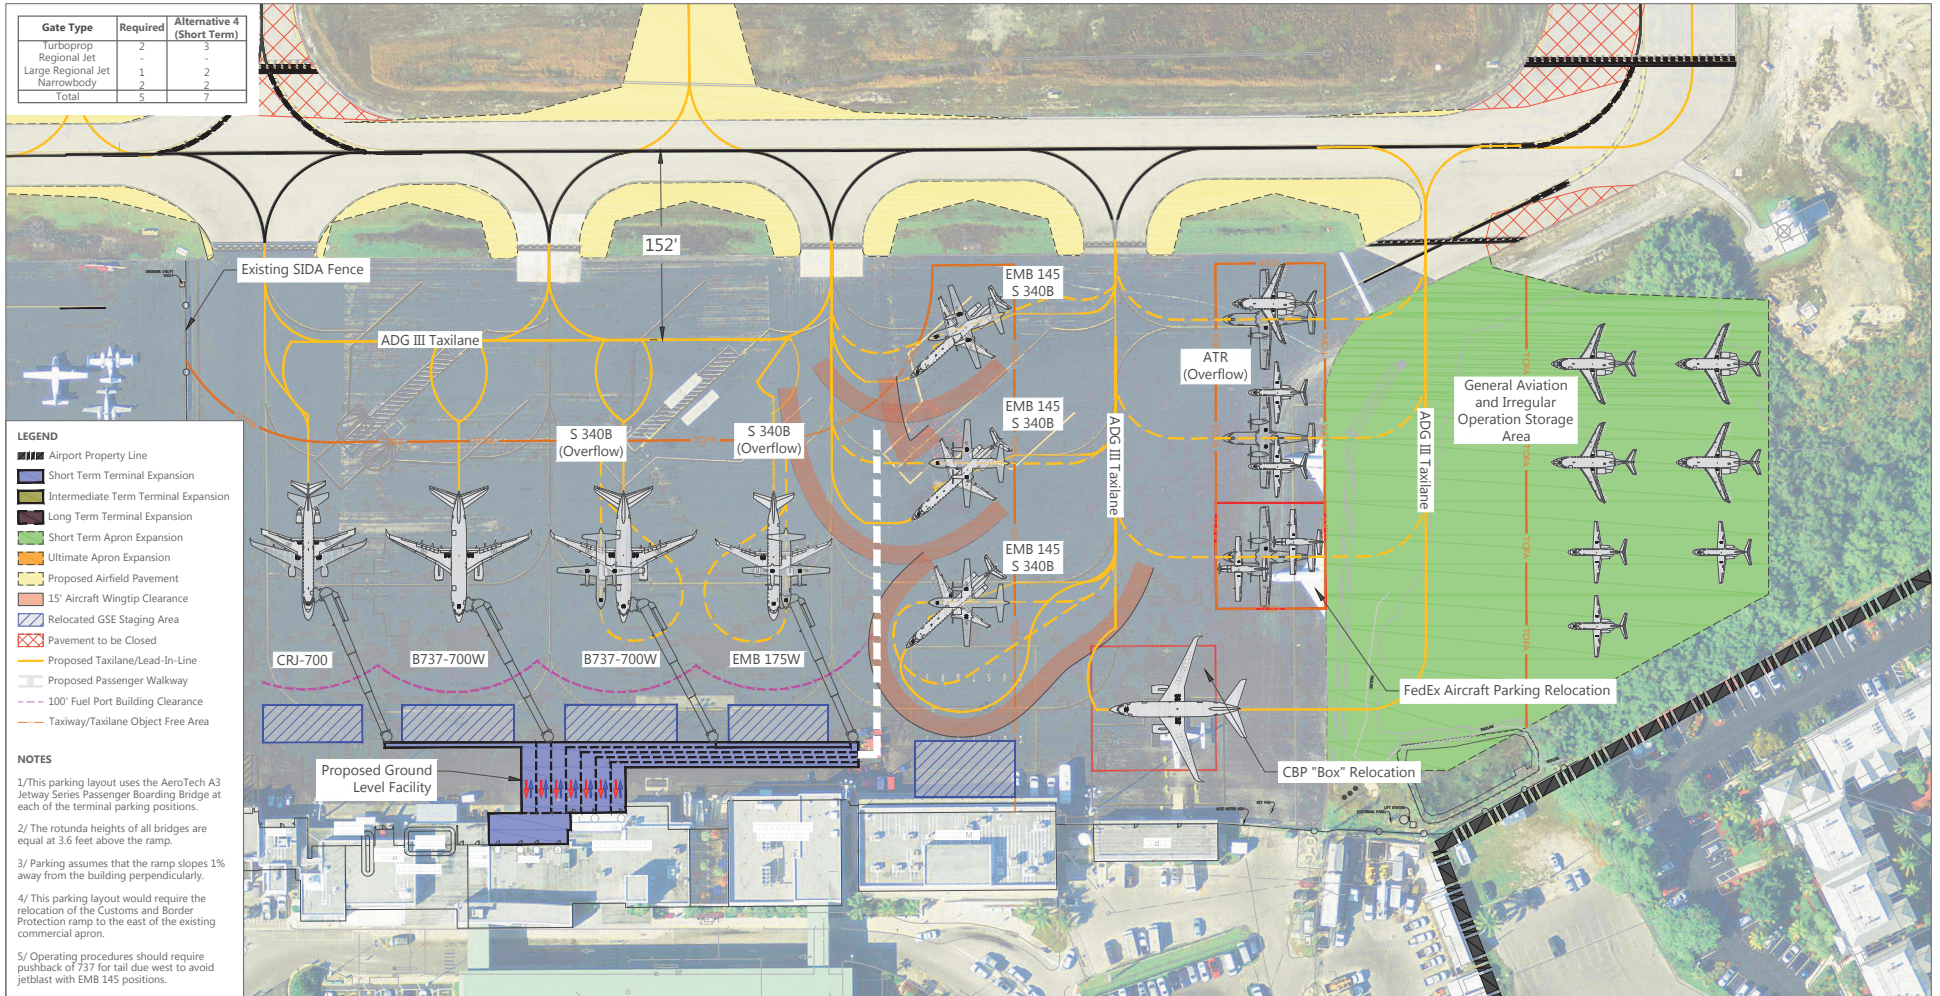 Gate Type Required Alternative 4
(Short Term)
Turboprop 2 3
Regional Jet - -
Large Regional Jet 1 2
Narrowbody 2 2
Total 5 7
152'
Existing SIDA Fence
ADG III Taxilane
EMB 145
S 340B
ATR
(Overflow)
General Aviation
and Irregular
Operation Storage
Area
EMB 145
S 340B
S 340B
(Overflow)
S 340B
(Overflow)
ADG III Taxilane
ADG III Taxilane
TOFA
TOFA
TOFA
TOFA
EMB 145
S 340B
CRJ-700
B737-700W
B737-700W
EMB 175W
FedEx Aircraft Parking Relocation
Proposed Ground
Level Facility
CBP "Box" Relocation
LEGEND
Airport Property Line
Short Term Terminal Expansion
Intermediate Term Terminal Expansion
Long Term Terminal Expansion
Short Term Apron Expansion
Ultimate Apron Expansion
Proposed Airfield Pavement
15' Aircraft Wingtip Clearance
Relocated GSE Staging Area
Pavement to be Closed
Proposed Taxilane/Lead-In-Line
Proposed Passenger Walkway
100' Fuel Port Building Clearance
Taxiway/Taxilane Object Free Area
NOTES
1/This parking layout uses the AeroTech A3
Jetway Series Passenger Boarding Bridge at
each of the terminal parking positions.
2/ The rotunda heights of all bridges are
equal at 3.6 feet above the ramp.
3/ Parking assumes that the ramp slopes 1%
away from the building perpendicularly.
4/ This parking layout would require the
relocation of the Customs and Border
Protection ramp to the east of the existing
commercial apron.
5/ Operating procedures should require
pushback of 737 for tail due west to avoid
jetblast with EMB 145 positions.